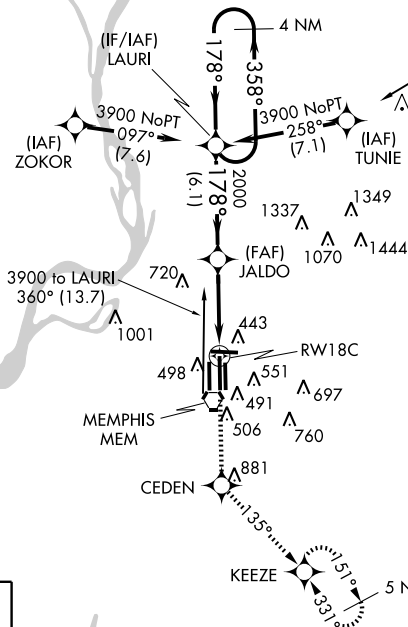 4 NM
(IF/IAF)
LAURI
178°
358°
3900 NoPT
097°
(7.6)
(IAF)
ZOKOR
3900 NoPT
258°
(7.1)
(IAF)
TUNIE
2000
178°
(6.1)
1349
1337
1070
1444
(FAF)
JALDO
720
3900 to LAURI
360° (13.7)
1001
443
RW18C
498
551
697
491
506
760
MEMPHIS
MEM
881
CEDEN
135°
KEEZE
151°
331°
5 N